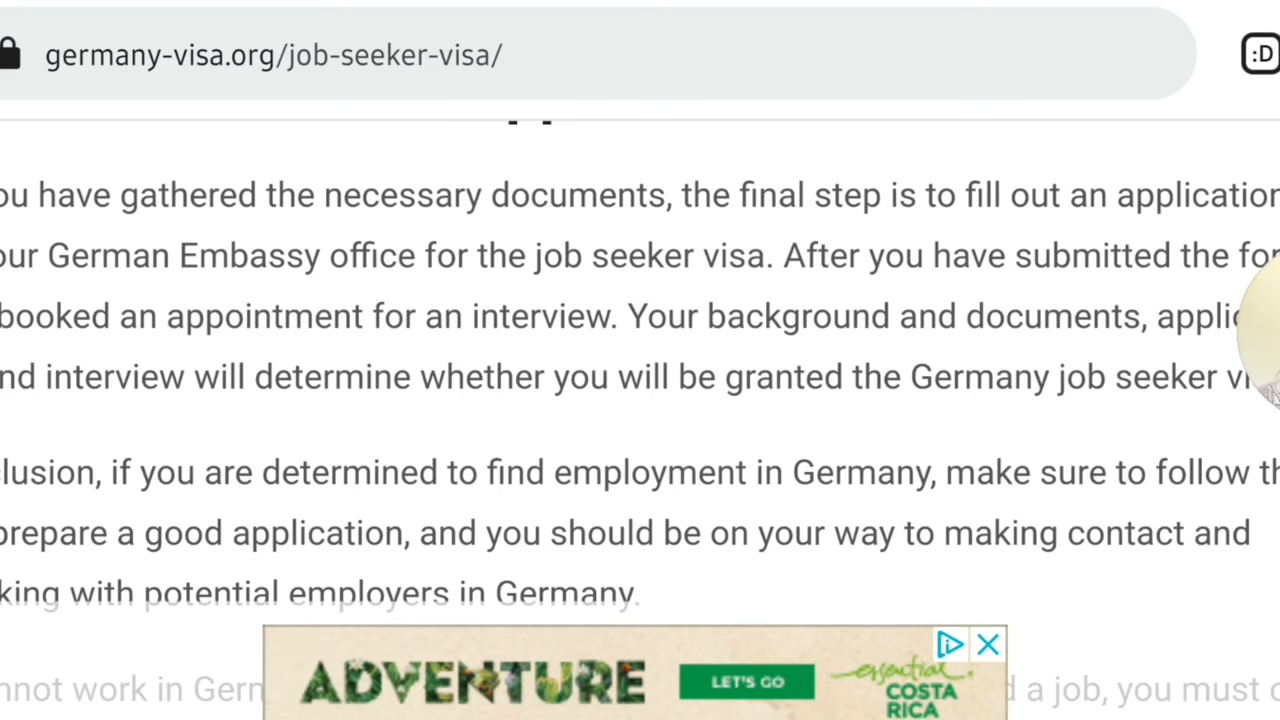 germany-visa.org/job-seeker-visa/
:D
ou have gathered the necessary documents, the final step is to fill out an application
our German Embassy office for the job seeker visa. After you have submitted the for
booked an appointment for an interview. Your background and documents, applic
nd interview will determine whether you will be granted the Germany job seeker vi
clusion, if you are determined to find employment in Germany, make sure to follow th
prepare a good application, and you should be on your way to making contact and
king with potential employers in Germany.
nnot work in Germ
d a job, you must c
ADVENTURE
LET'S GO
essential
COSTA
RICA